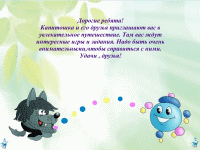 Дорогие ребята!
Капитошка и его друзья приглашают вас в
увлекательное путешествие. Там вас ждут
интересные игры и задания. Надо быть очень
внимательными,чтобы справиться с ними.
Удачи , друзья!